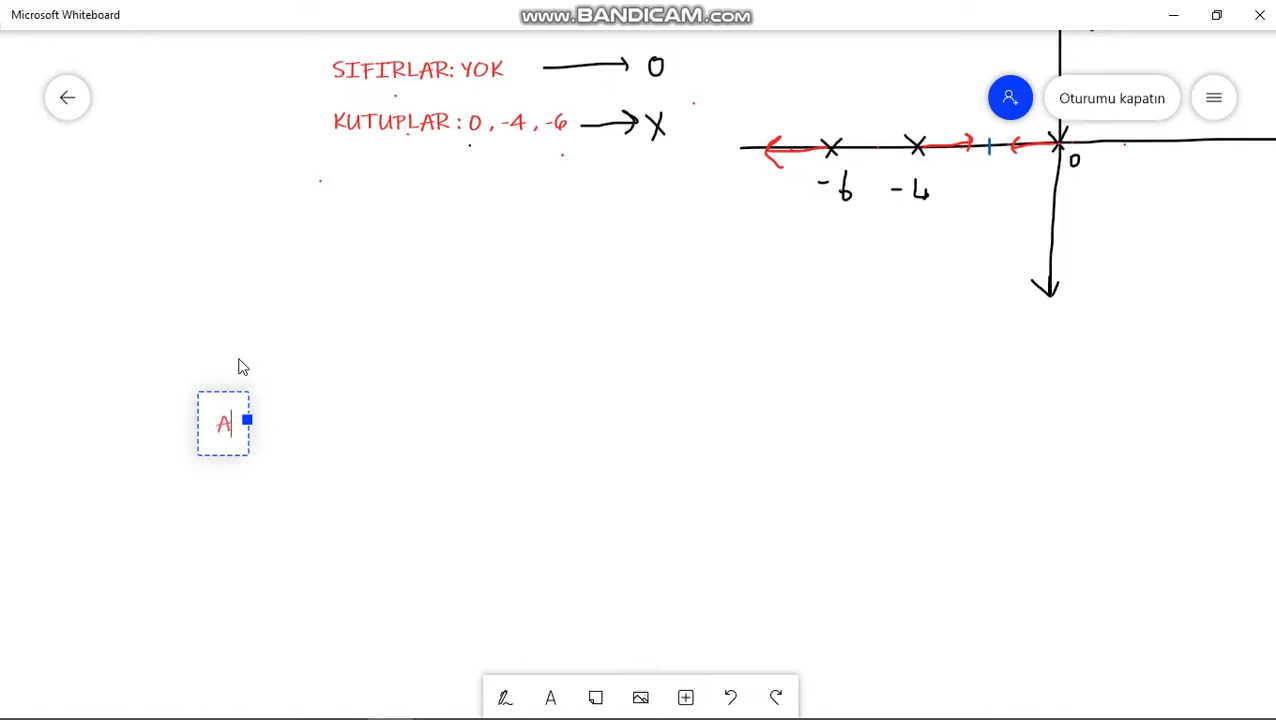 Microsoft Whiteboard
www.BANDICAM.com
SIFIRLAR: YOK → 0
KUTUPLAR : 0 , -4 , -6 → X
Oturumu kapatın
0
-6 -4
A
A